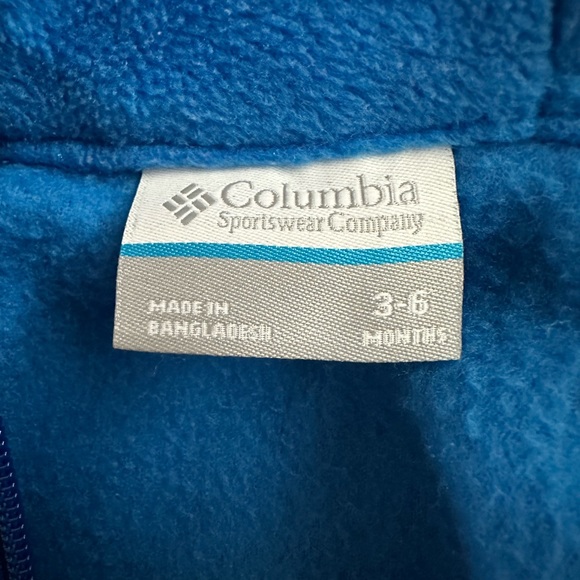 Columbia
Sportswear Company
MADE IN
BANGLADESH
3-6
MONTHS